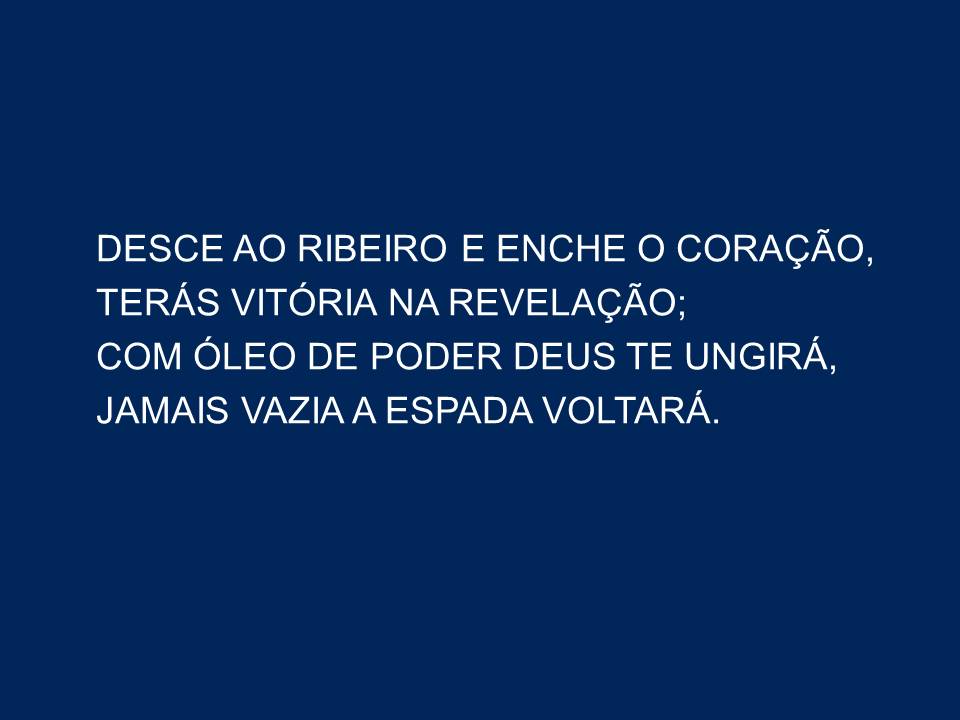 DESCE AO RIBEIRO E ENCHE O CORAÇÃO,
TERÁS VITÓRIA NA REVELAÇÃO;
COM ÓLEO DE PODER DEUS TE UNGIRÁ,
JAMAIS VAZIA A ESPADA VOLTARÁ.